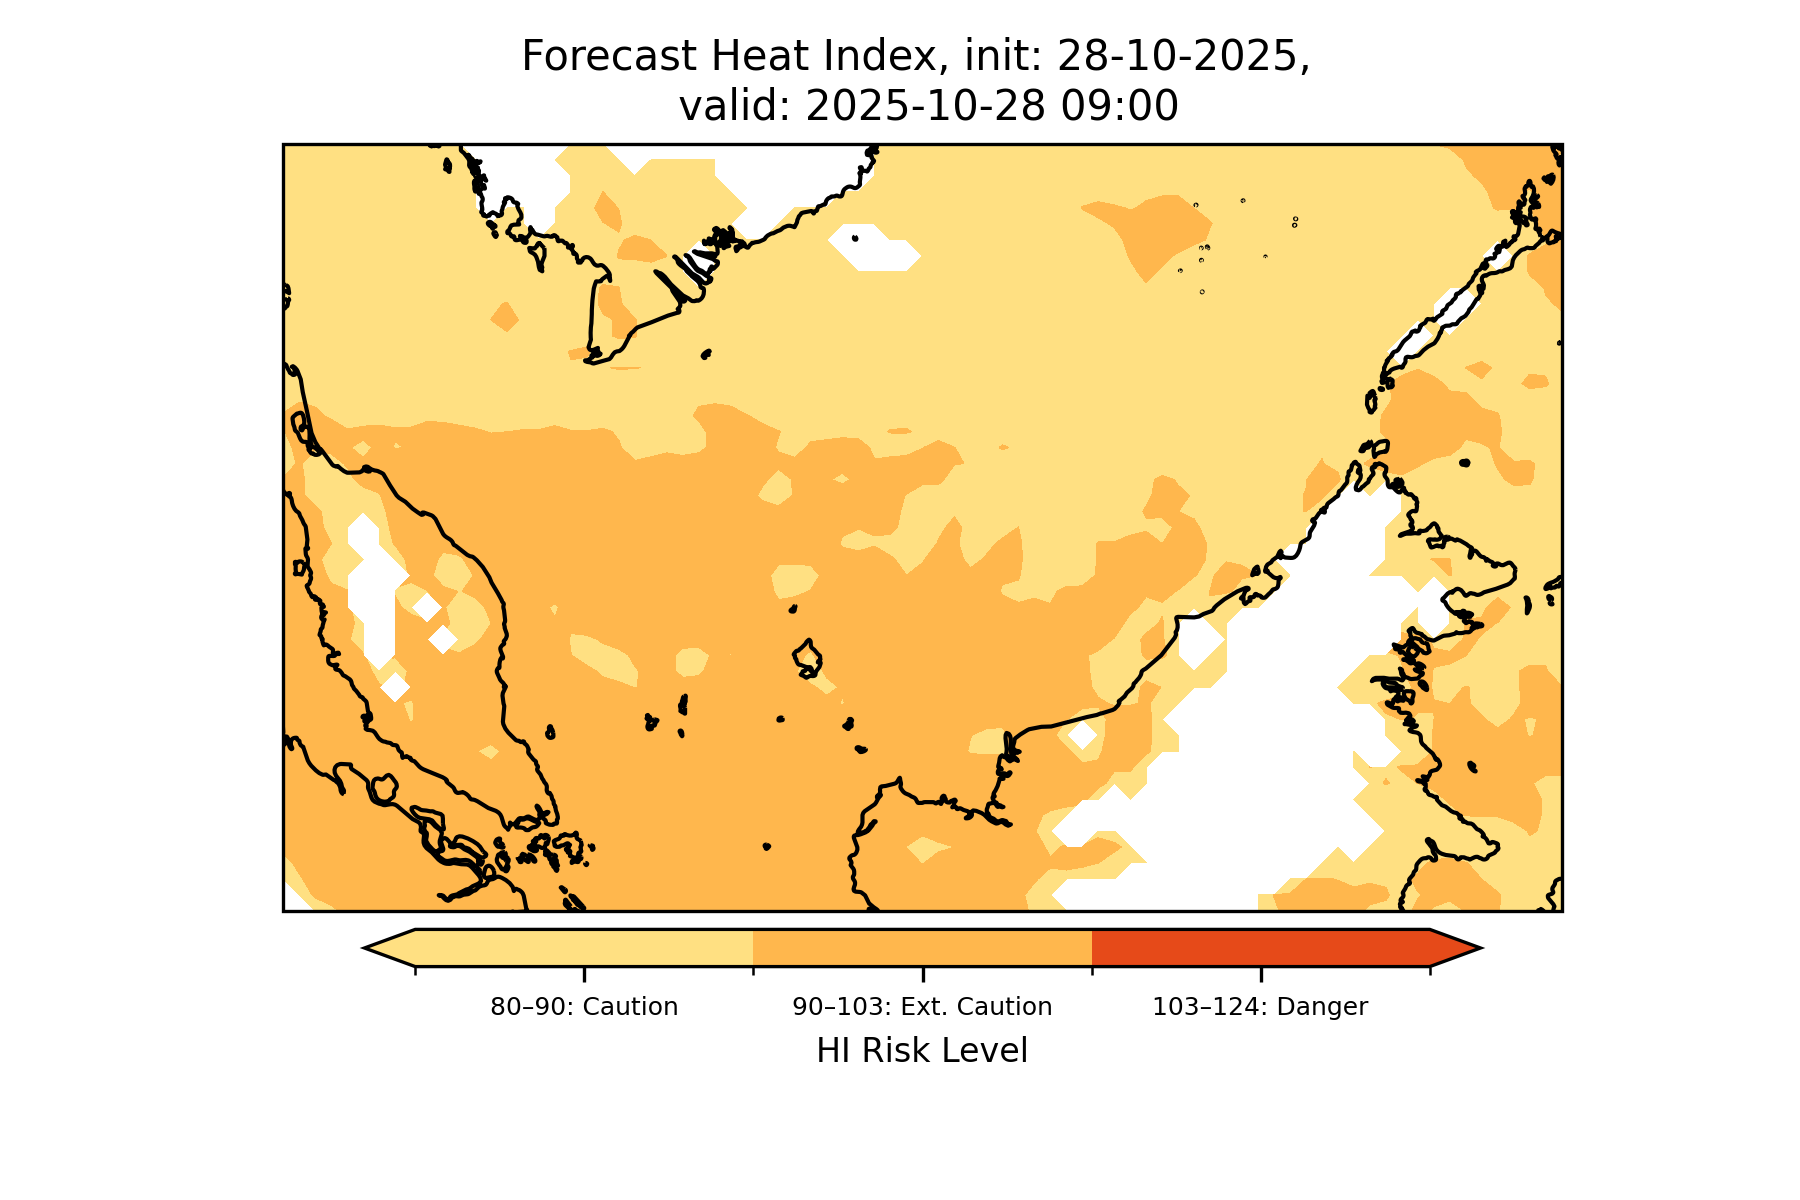 Forecast Heat Index, init: 28-10-2025,
valid: 2025-10-28 09:00
80–90: Caution
90–103: Ext. Caution
103–124: Danger
HI Risk Level